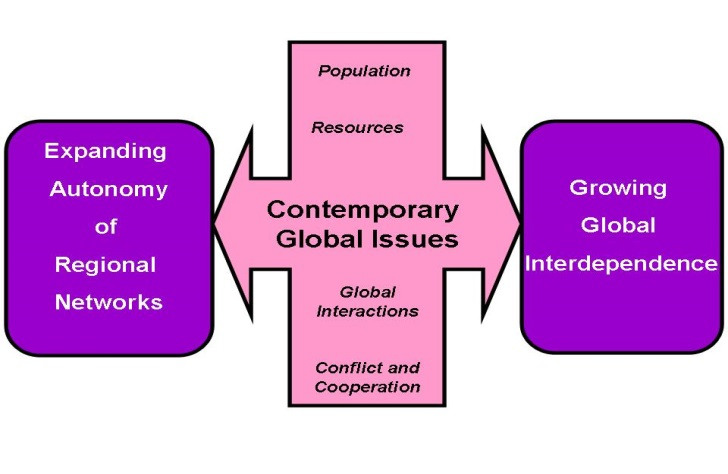 Population
Resources
Expanding
Autonomy
of
Regional
Networks
Contemporary
Global Issues
Growing
Global
Interdependence
Global
Interactions
Conflict and
Cooperation